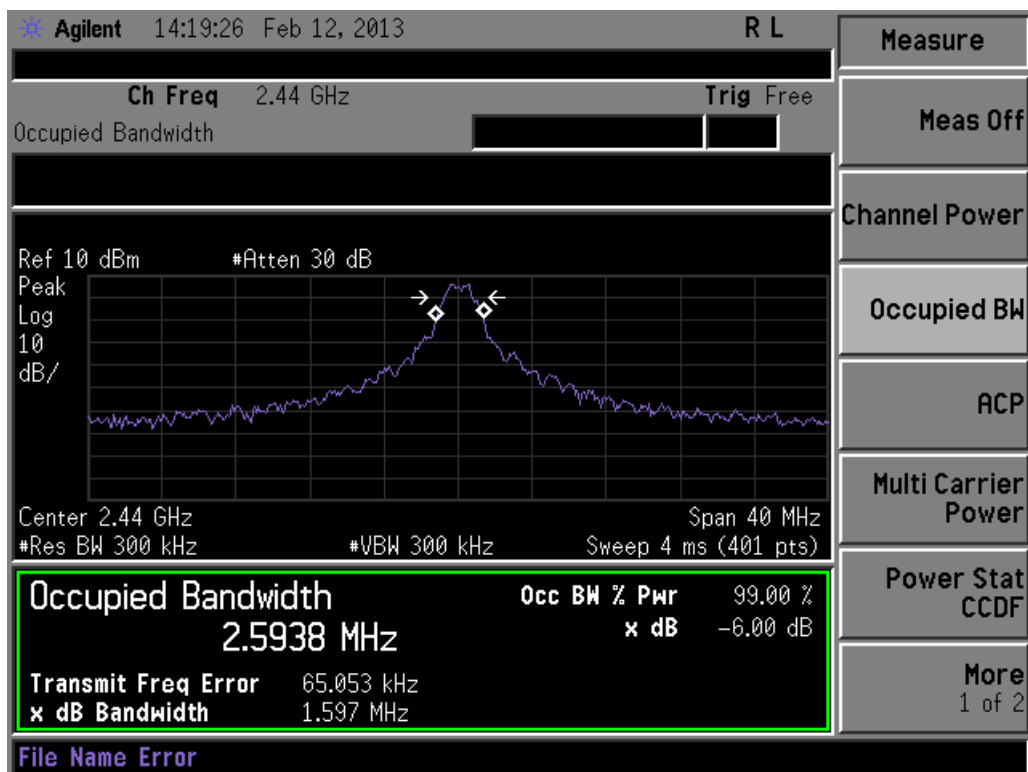 Agilent 14:19:26 Feb 12, 2013 R L
Ch Freq 2.44 GHz Trig Free
Occupied Bandwidth
Ref 10 dBm #Atten 30 dB
Peak
Log
10
dB/
Center 2.44 GHz Span 40 MHz
#Res BW 300 kHz #VBW 300 kHz Sweep 4 ms (401 pts)
Occupied Bandwidth Occ BW % Pwr 99.00 %
2.5938 MHz x dB -6.00 dB
Transmit Freq Error 65.053 kHz
x dB Bandwidth 1.597 MHz
File Name Error
Measure
Meas Off
Channel Power
Occupied BW
ACP
Multi Carrier
Power
Power Stat
CCDF
More
1 of 2